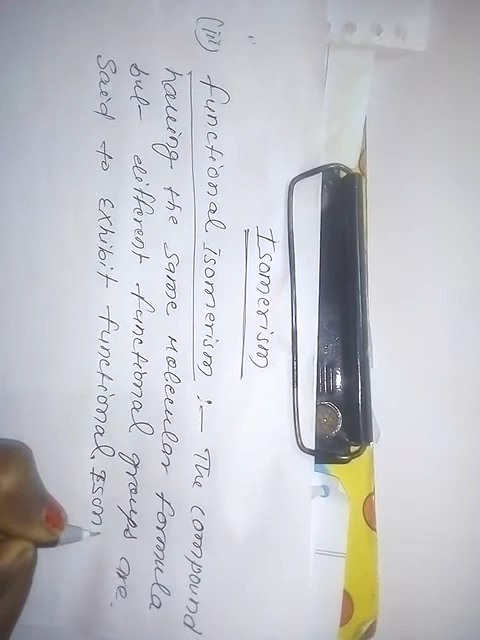 Isomerism
(iii) functional Isomerism :- The compound
having the same molecular formula
but different functional groups are.
Said to exhibit functional Isom